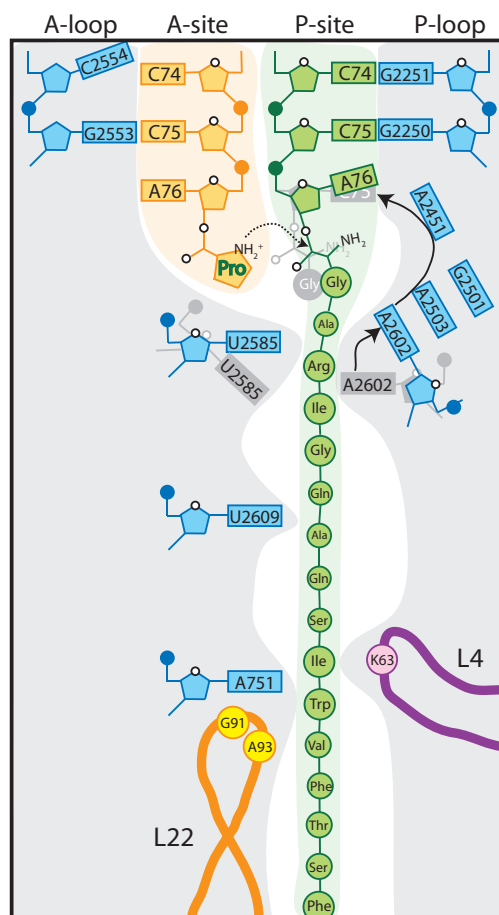 A-loop A-site P-site P-loop
C2554 C74 C74 G2251
G2553 C75 C75 G2250
A76 A76 C75
A2451
NH2+ NH2 NH2
Pro Gly Gly
G2501
A2503
A2602
Ala
U2585
U2585
Arg
A2602
Ile
Gly
Gln
U2609
Ala
Gln
Ser
Ile
K63
L4
A751
Trp
G91
A93
Val
Phe
L22
Thr
Ser
Phe